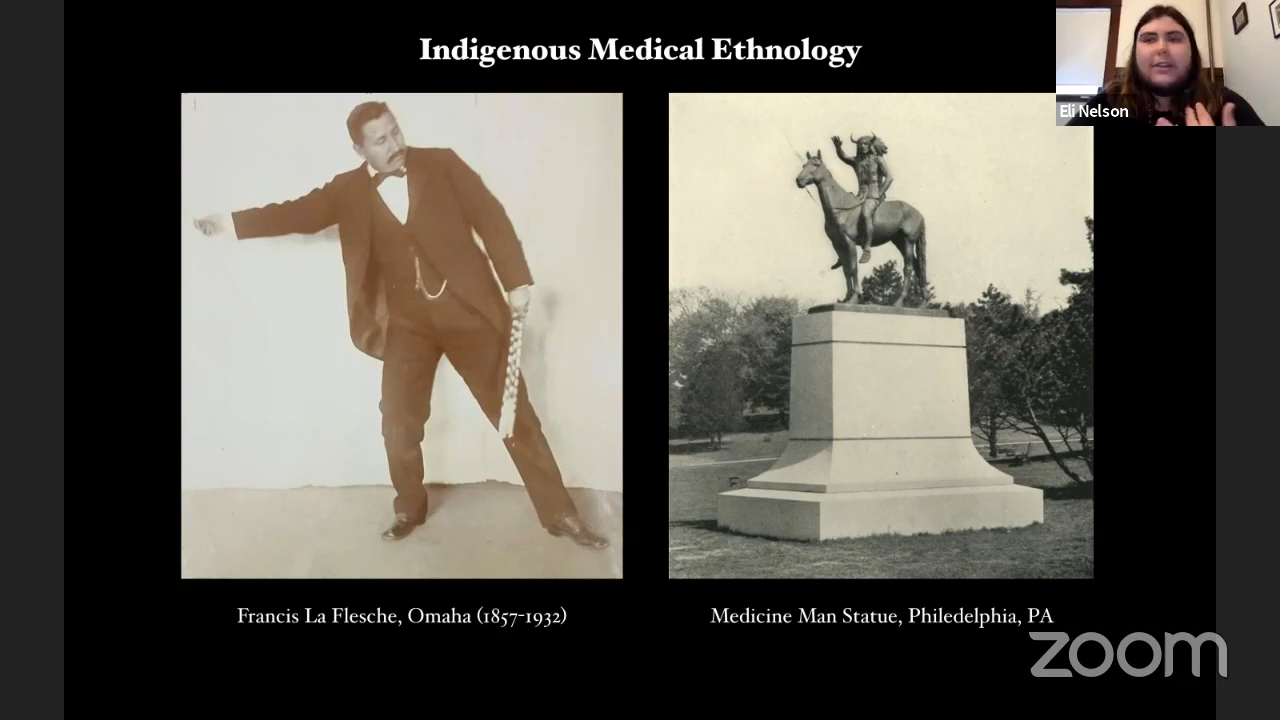 Indigenous Medical Ethnology
Eli Nelson
Francis La Flesche, Omaha (1857-1932)
Medicine Man Statue, Philedelphia, PA
zoom